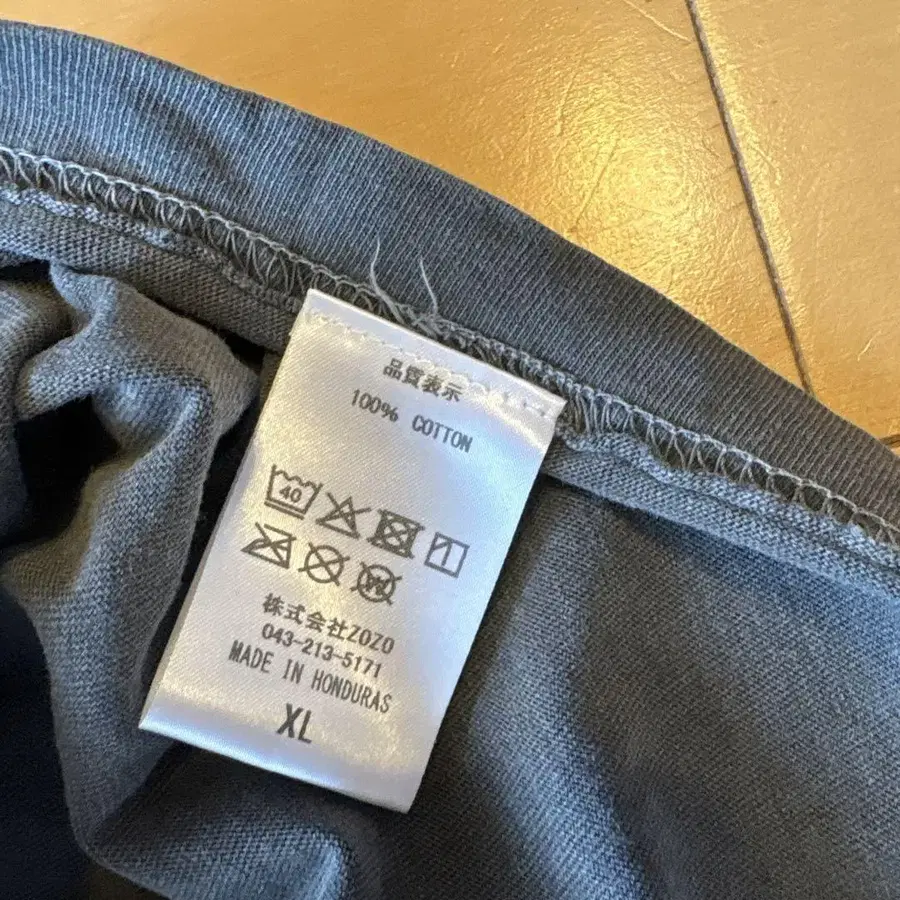 品質表示
100% COTTON
40
株式会社ZOZO
043-213-5171
MADE IN HONDURAS
XL